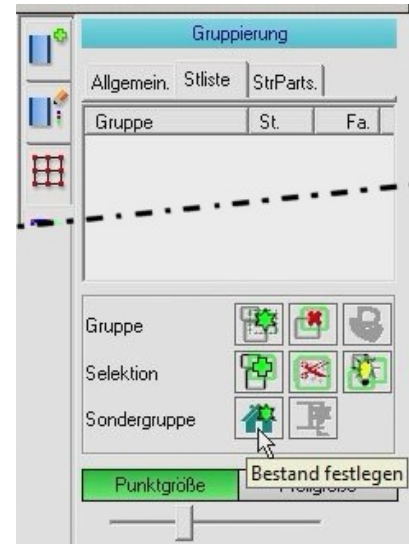 Gruppierung
Allgemein. Stliste StrParts.
Gruppe St. Fa.
Gruppe
Selektion
Sondergruppe
Bestand festlegen
Punktgröße